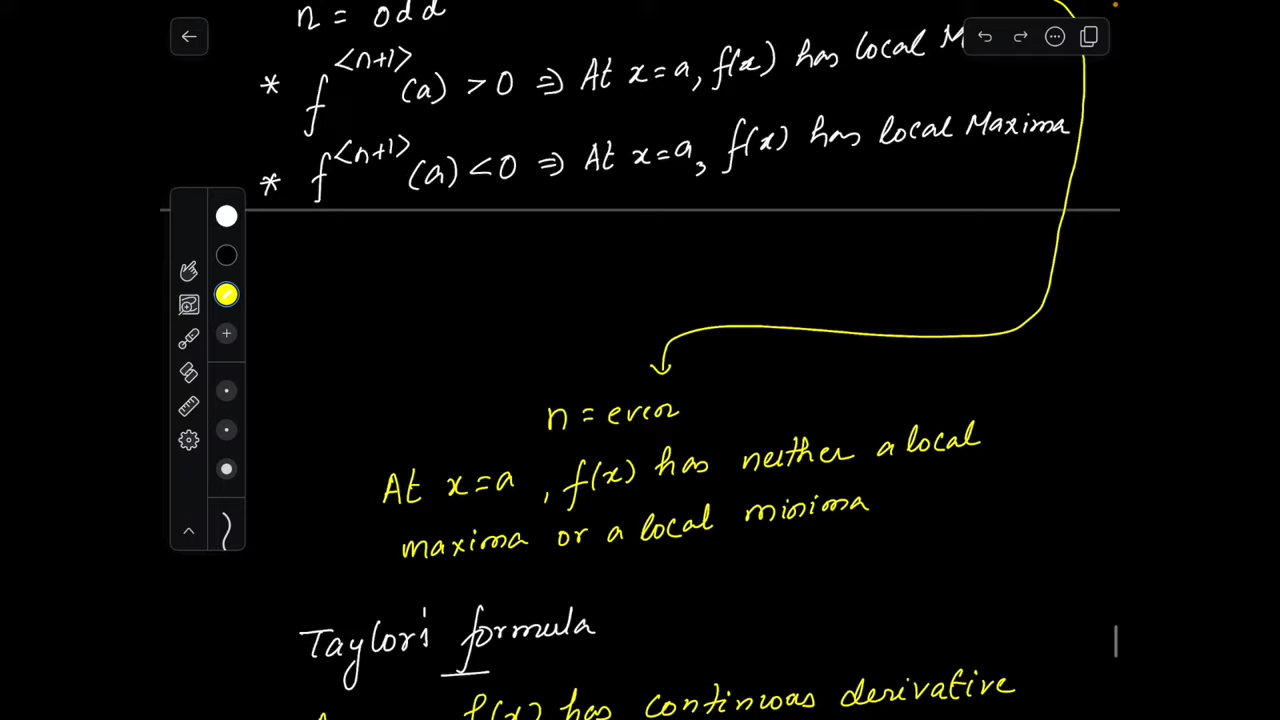 n = odd
* f<n+1>(a) > 0 ⇒ At x=a, f(x) has local
* f<n+1>(a) < 0 ⇒ At x=a, f(x) has local Maxima
n = even
At x=a, f(x) has neither a local
maxima or a local minima
Taylor's formula
f(x) has continuous derivative